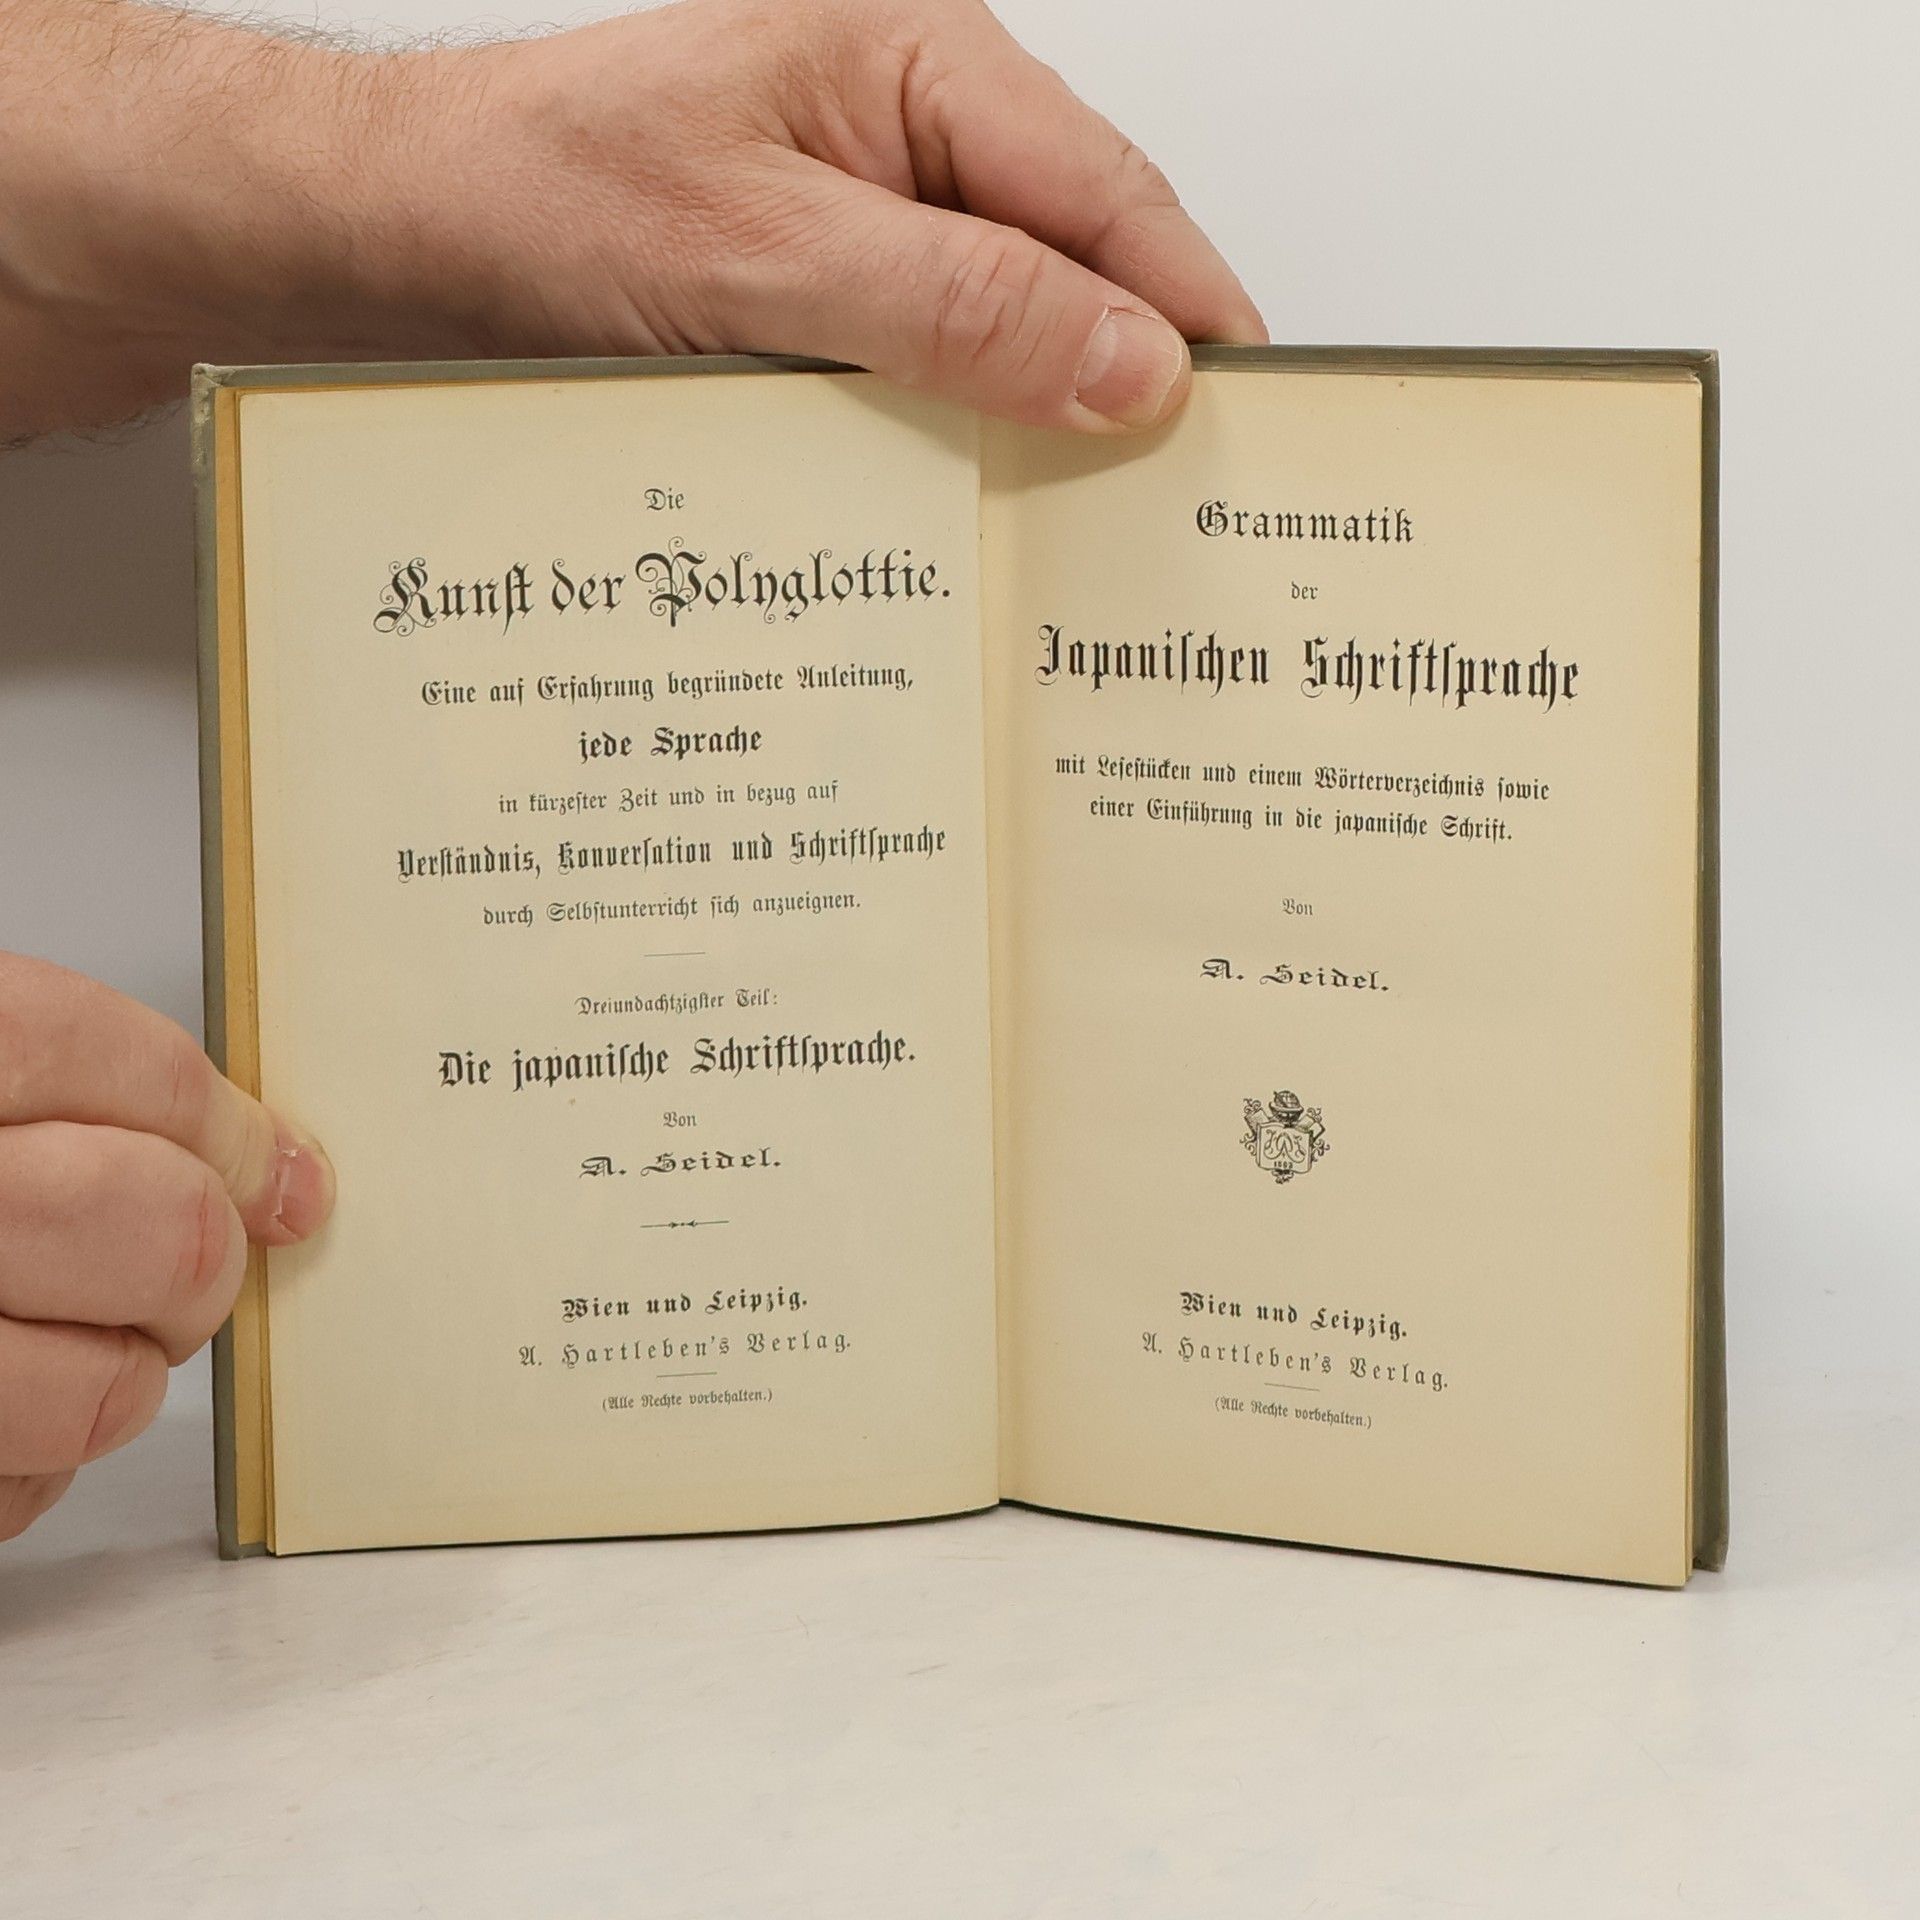 Die
Kunst der Polyglottie.
Eine auf Erfahrung begründete Anleitung,
jede Sprache
in kürzester Zeit und in bezug auf
Verständnis, Konversation und Schriftsprache
durch Selbstunterricht sich anzueignen.
Dreiundachtzigster Teil:
Die japanische Schriftsprache.
Von
A. Seidel.
Wien und Leipzig.
A. Hartleben's Verlag.
(Alle Rechte vorbehalten.)
Grammatik
der
Japanischen Schriftsprache
mit Lesestücken und einem Wörterverzeichnis sowie
einer Einführung in die japanische Schrift.
Von
A. Seidel.
Wien und Leipzig.
A. Hartleben's Verlag.
(Alle Rechte vorbehalten.)